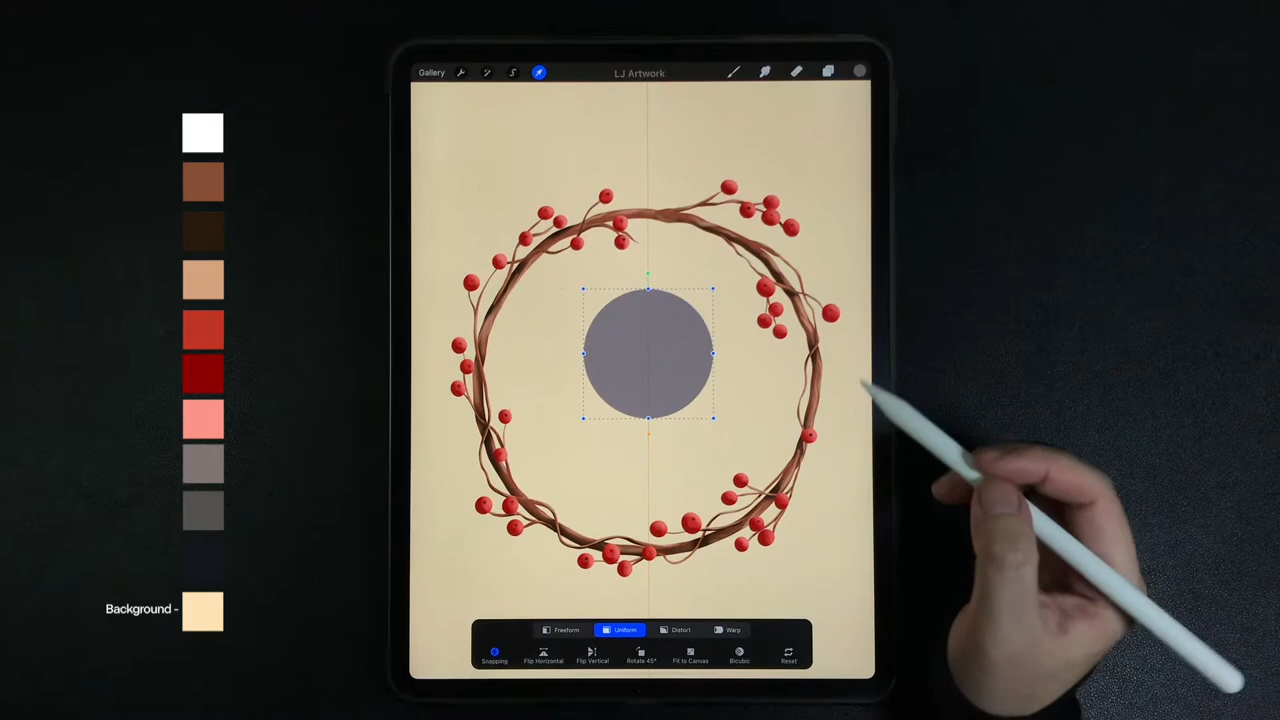 Gallery
LJ Artwork
Background -
Freeform
Uniform
Distort
Warp
Snapping
Flip Horizontal
Flip Vertical
Rotate 45°
Fit to Canvas
Bicubic
Reset